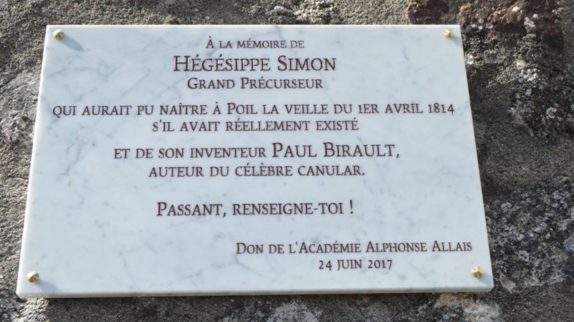 À la mémoire de
Hégésippe Simon
Grand Précurseur
qui aurait pu naître à Poil la veille du 1er avril 1814
s'il avait réellement existé
et de son inventeur Paul Birault,
auteur du célèbre canular.
Passant, renseigne-toi !
Don de l'Académie Alphonse Allais
24 juin 2017